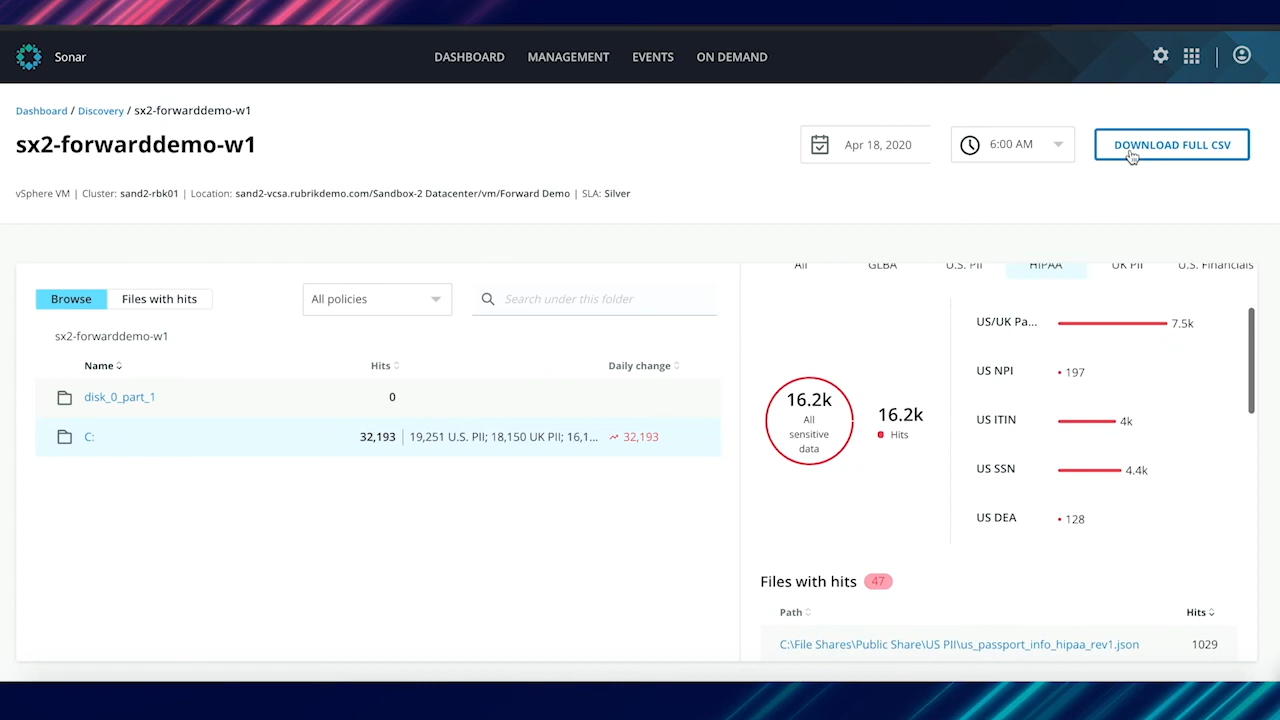 Sonar
DASHBOARD MANAGEMENT EVENTS ON DEMAND
Dashboard / Discovery / sx2-forwarddemo-w1
sx2-forwarddemo-w1
Apr 18, 2020
6:00 AM
DOWNLOAD FULL CSV
vSphere VM | Cluster: sand2-rbk01 | Location: sand2-vcsa.rubrikdemo.com/Sandbox-2 Datacenter/vm/Forward Demo | SLA: Silver
Browse Files with hits
All policies
Search under this folder
sx2-forwarddemo-w1
Name Hits Daily change
disk_0_part_1 0
C: 32,193 | 19,251 U.S. PII; 18,150 UK PII; 16,1... 32,193
All GLBA U.S. PII HIPAA UK PII U.S. Financials
16.2k
All
sensitive
data
16.2k
Hits
US/UK Pa... 7.5k
US NPI 197
US ITIN 4k
US SSN 4.4k
US DEA 128
Files with hits 47
Path Hits
C:\File Shares\Public Share\US PII\us_passport_info_hipaa_rev1.json 1029